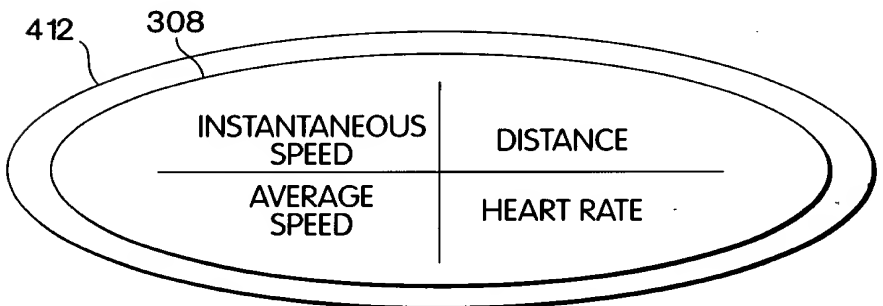 412
308
INSTANTANEOUS
SPEED
DISTANCE
AVERAGE
SPEED
HEART RATE